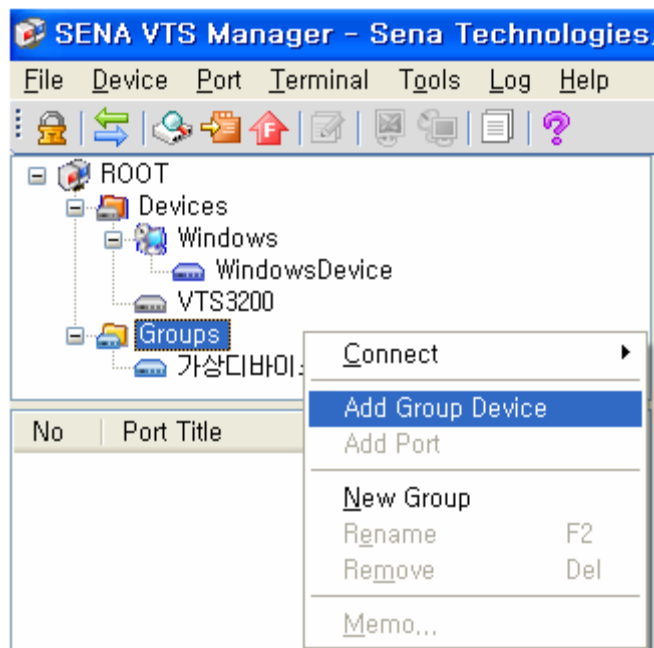 SENA VTS Manager - Sena Technologies,
File Device Port Terminal Tools Log Help
ROOT
Devices
Windows
WindowsDevice
VTS3200
Groups
Connect
Add Group Device
No Port Title
Add Port
New Group
Rename F2
Remove Del
Memo...